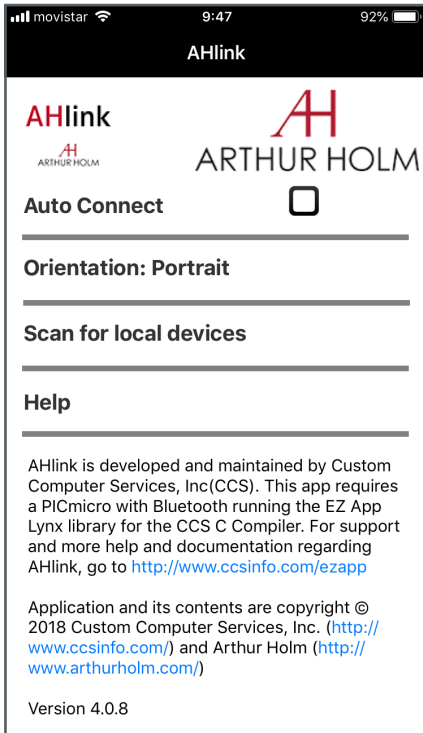 movistar 9:47 92%
AHlink
AHlink
AH
ARTHUR HOLM
AH
ARTHUR HOLM
Auto Connect
Orientation: Portrait
Scan for local devices
Help
AHlink is developed and maintained by Custom
Computer Services, Inc(CCS). This app requires
a PICmicro with Bluetooth running the EZ App
Lynx library for the CCS C Compiler. For support
and more help and documentation regarding
AHlink, go to http://www.ccsinfo.com/ezapp
Application and its contents are copyright ©
2018 Custom Computer Services, Inc. (http://
www.ccsinfo.com/) and Arthur Holm (http://
www.arthurholm.com/)
Version 4.0.8